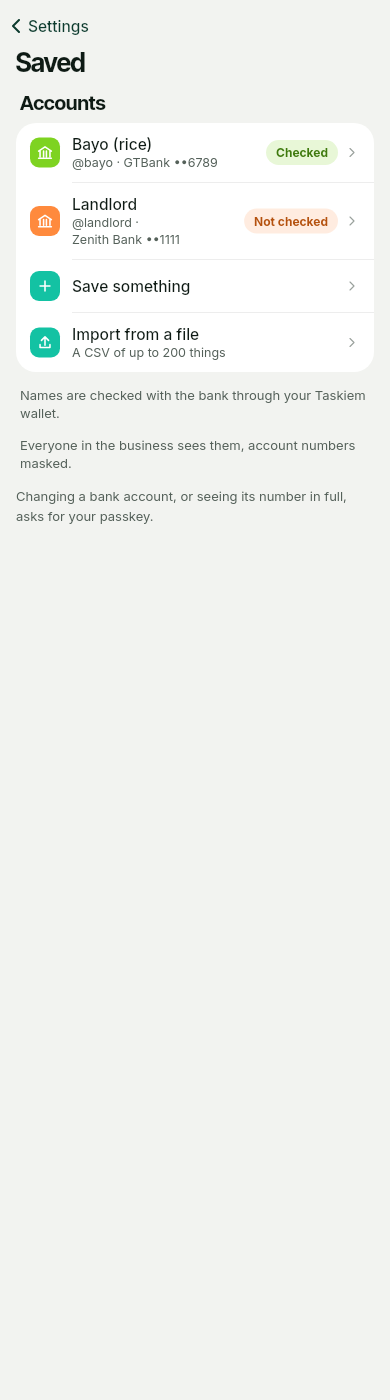 Settings
Saved
Accounts
Bayo (rice)
@bayo · GTBank ••6789
Checked
Landlord
@landlord ·
Zenith Bank ••1111
Not checked
Save something
Import from a file
A CSV of up to 200 things
Names are checked with the bank through your Taskiem
wallet.
Everyone in the business sees them, account numbers
masked.
Changing a bank account, or seeing its number in full,
asks for your passkey.